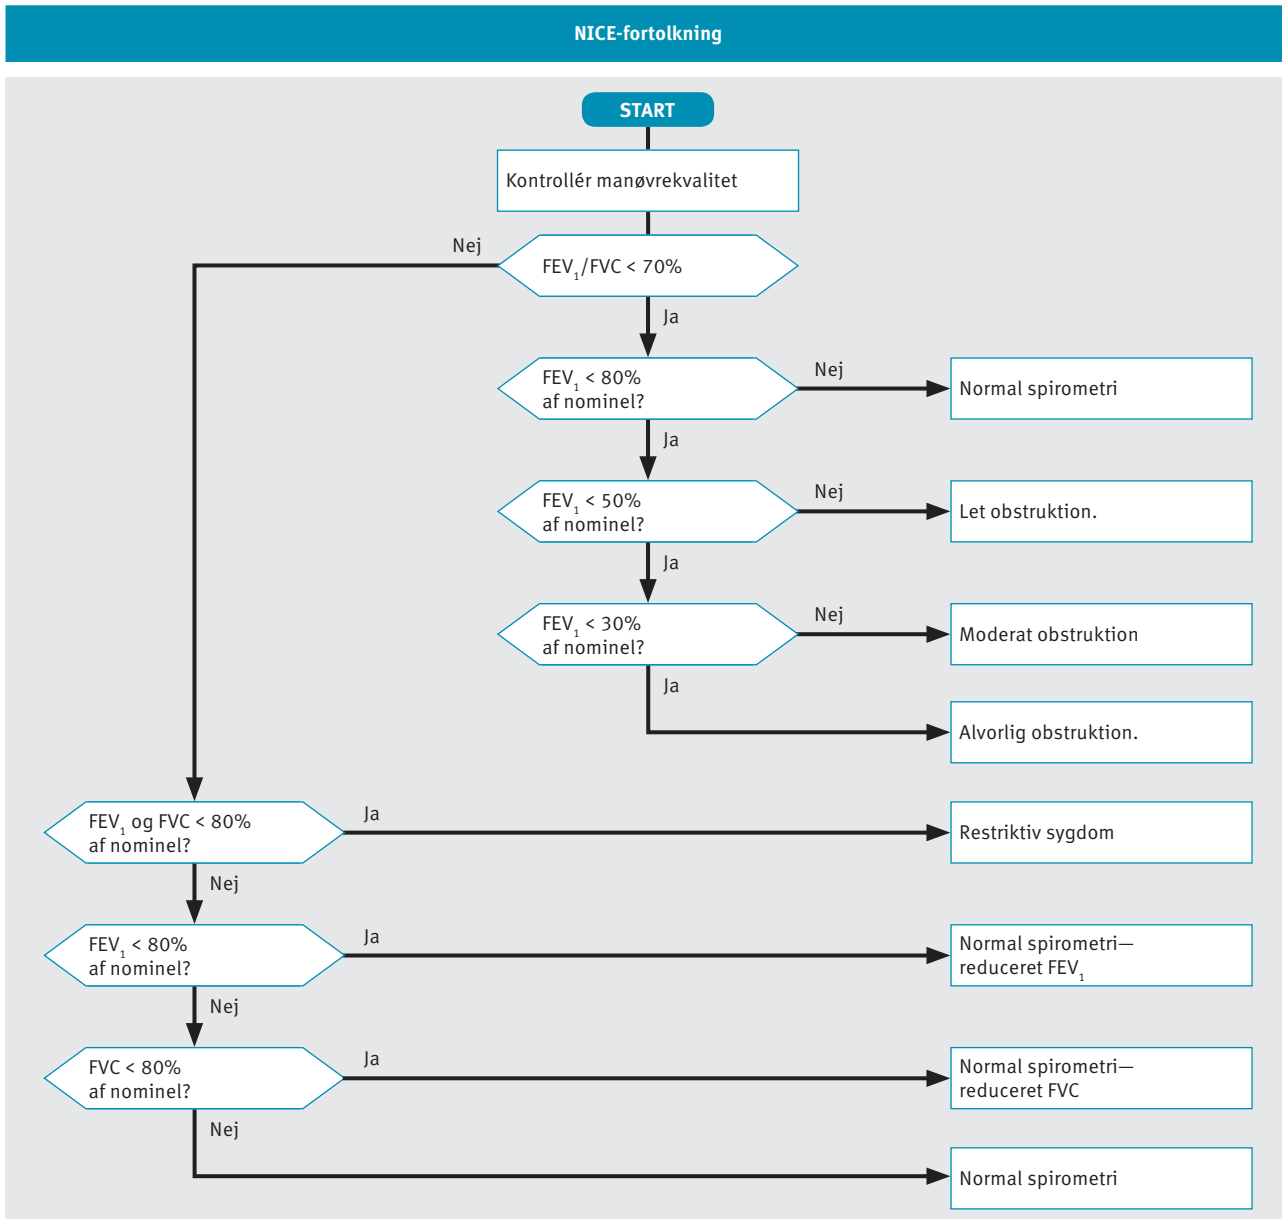 NICE-fortolkning
START
Kontrollér manøvrekvalitet
Nej
FEV₁/FVC < 70%
Ja
FEV₁ < 80%
af nominel?
Nej
Normal spirometri
Ja
FEV₁ < 50%
af nominel?
Nej
Let obstruktion.
Ja
FEV₁ < 30%
af nominel?
Nej
Moderat obstruktion
Ja
Alvorlig obstruktion.
FEV₁ og FVC < 80%
af nominel?
Ja
Restriktiv sygdom
Nej
FEV₁ < 80%
af nominel?
Ja
Normal spirometri—
reduceret FEV₁
Nej
FVC < 80%
af nominel?
Ja
Normal spirometri—
reduceret FVC
Nej
Normal spirometri